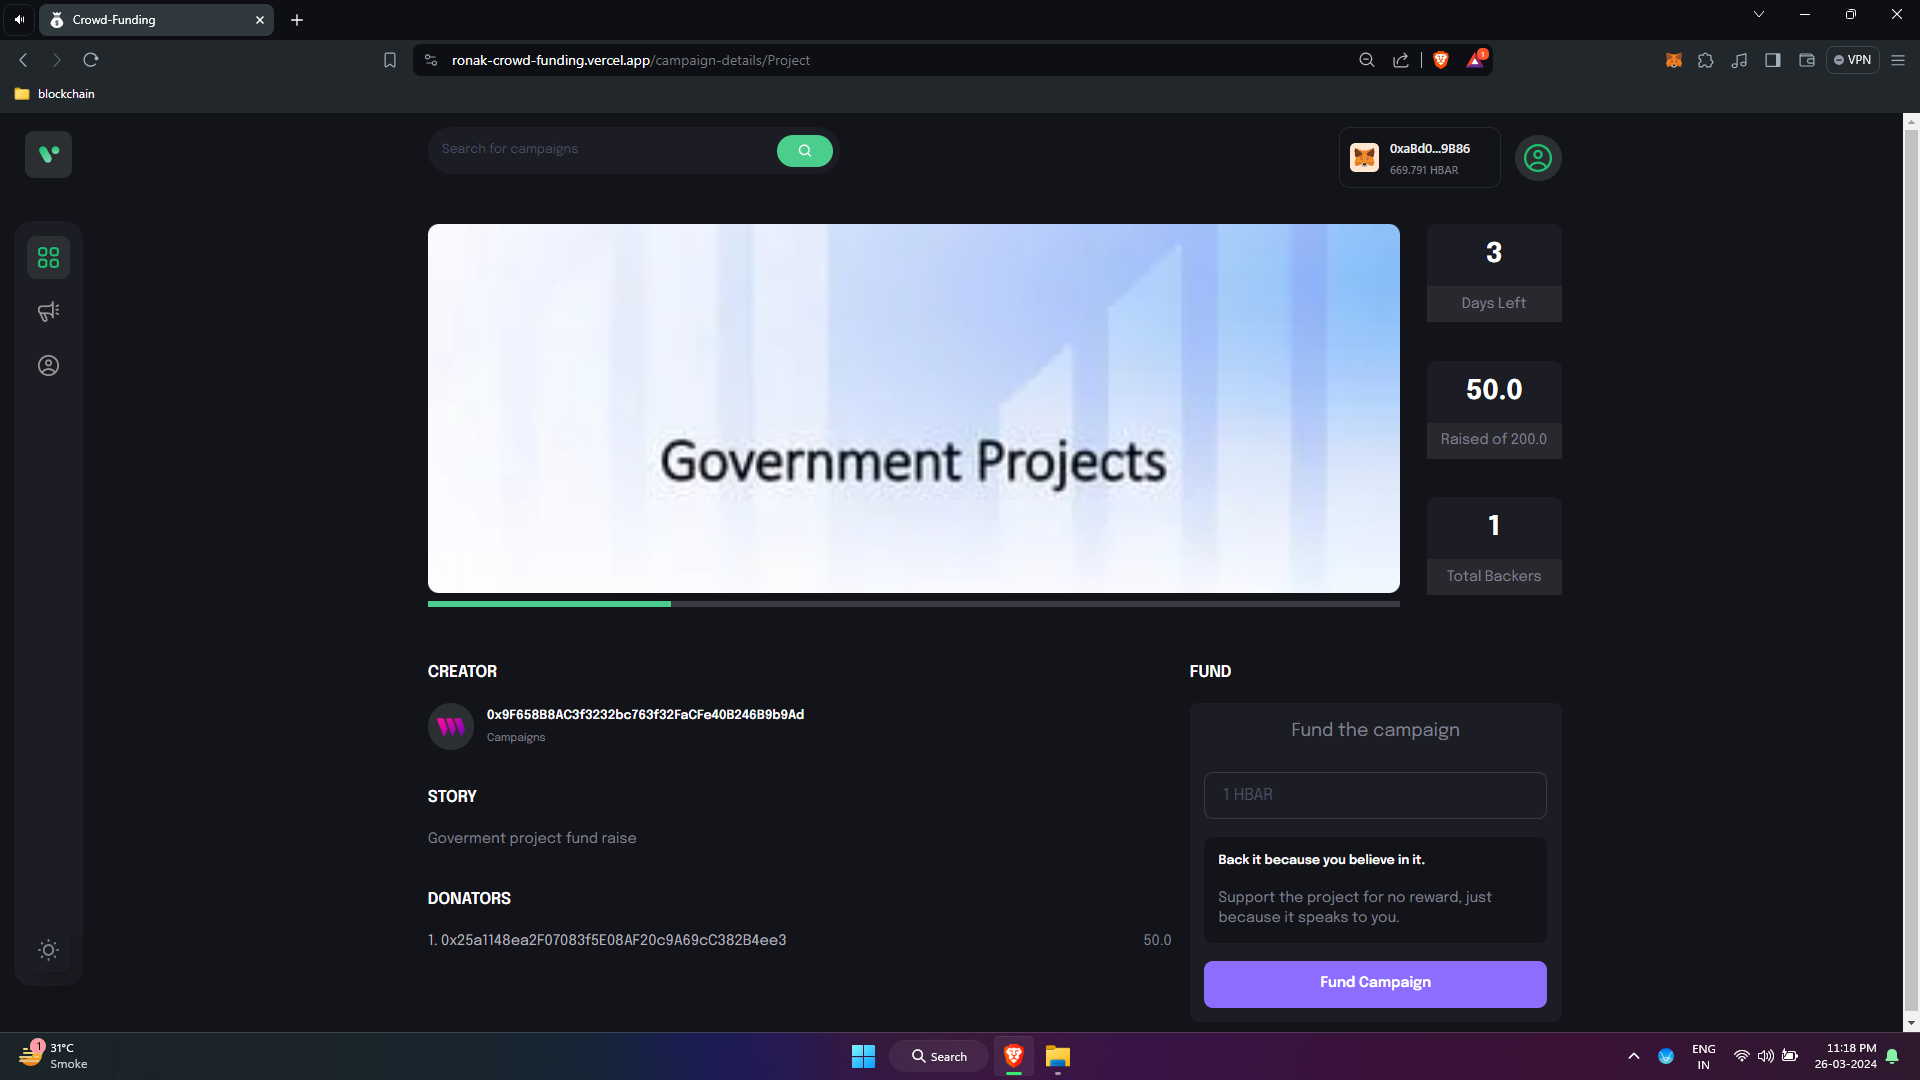 Crowd-Funding
ronak-crowd-funding.vercel.app/campaign-details/Project
1
VPN
blockchain
Search for campaigns
0xaBd0...9B86
669.791 HBAR
Government Projects
3
Days Left
50.0
Raised of 200.0
1
Total Backers
CREATOR
0x9F658B8AC3f3232bc763f32FaCFe40B246B9b9Ad
Campaigns
STORY
Goverment project fund raise
DONATORS
1. 0x25a1148ea2F07083f5E08AF20c9A69cC382B4ee3
50.0
FUND
Fund the campaign
1 HBAR
Back it because you believe in it.
Support the project for no reward, just
because it speaks to you.
Fund Campaign
1
31°C
Smoke
Search
ENG
IN
11:18 PM
26-03-2024